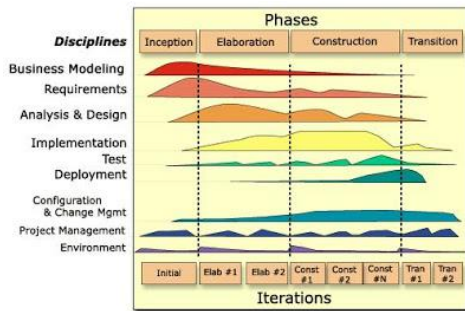 Phases
Disciplines
Inception
Elaboration
Construction
Transition
Business Modeling
Requirements
Analysis & Design
Implementation
Test
Deployment
Configuration
& Change Mgmt
Project Management
Environment
Initial
Elab #1
Elab #2
Const
#1
Const
#2
Const
#N
Tran
#1
Tran
#2
Iterations